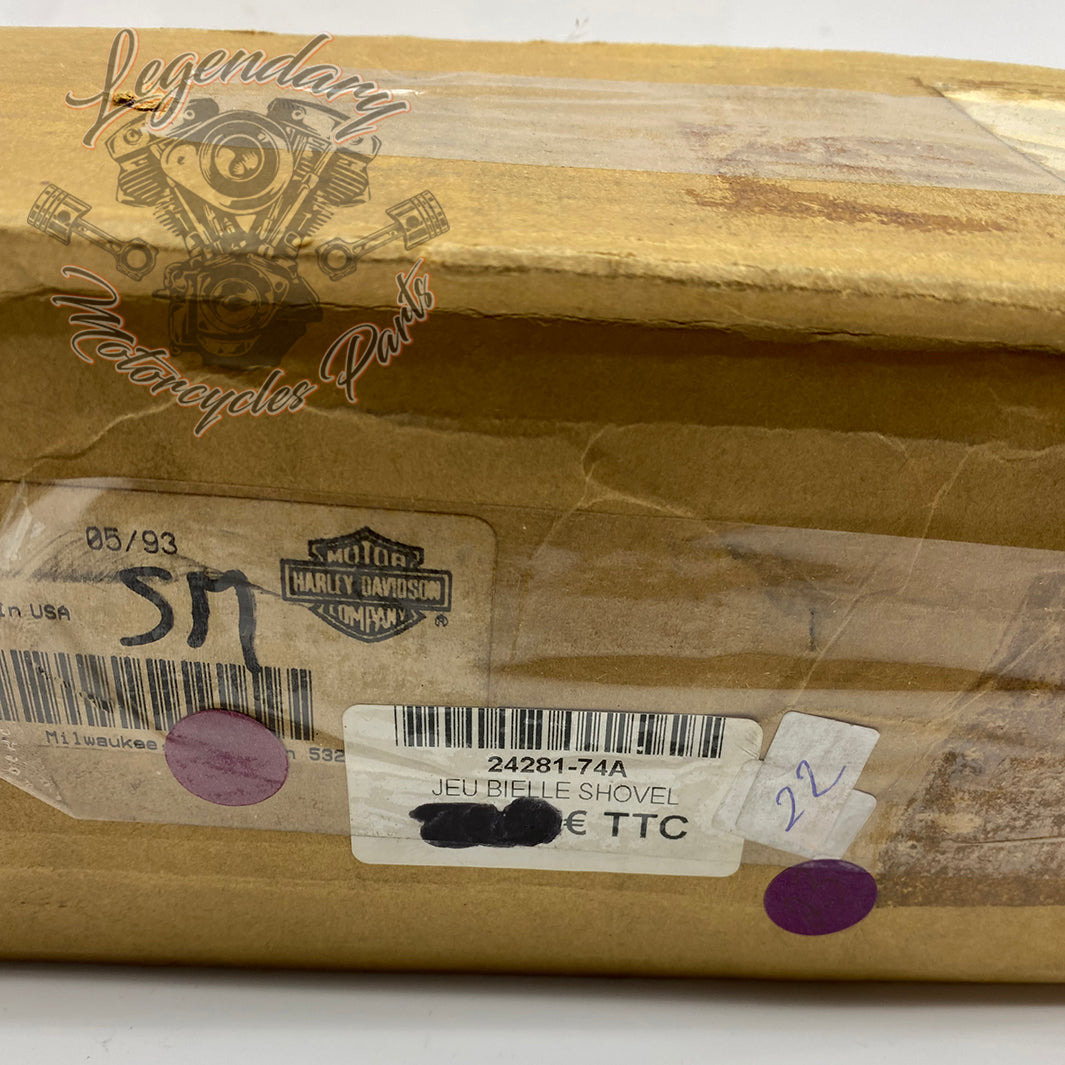 Legendary
Motorcycles Parts
05/93
SM
MOTOR
HARLEY-DAVIDSON
COMPANY
®
In USA
Milwaukee
532
24281-74A
JEU BIELLE SHOVEL
€ TTC
22